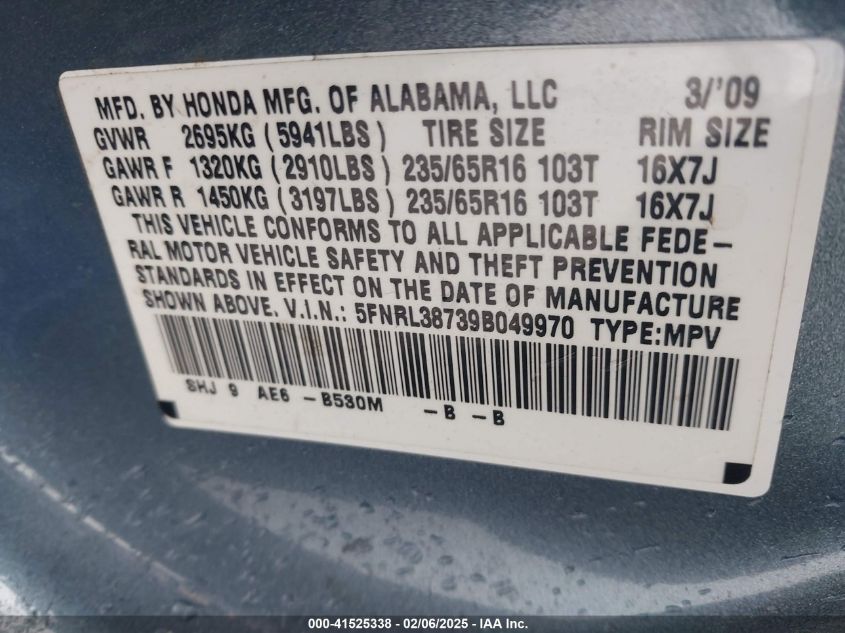 MFD. BY HONDA MFG. OF ALABAMA, LLC 3/'09
GVWR 2695KG (5941LBS) TIRE SIZE RIM SIZE
GAWR F 1320KG (2910LBS) 235/65R16 103T 16X7J
GAWR R 1450KG (3197LBS) 235/65R16 103T 16X7J
THIS VEHICLE CONFORMS TO ALL APPLICABLE FEDE-
RAL MOTOR VEHICLE SAFETY AND THEFT PREVENTION
STANDARDS IN EFFECT ON THE DATE OF MANUFACTURE
SHOWN ABOVE. V.I.N.: 5FNRL38739B049970 TYPE:MPV
SHJ 9 AE6 -B530M -B -B
000-41525338 - 02/06/2025 - IAA Inc.